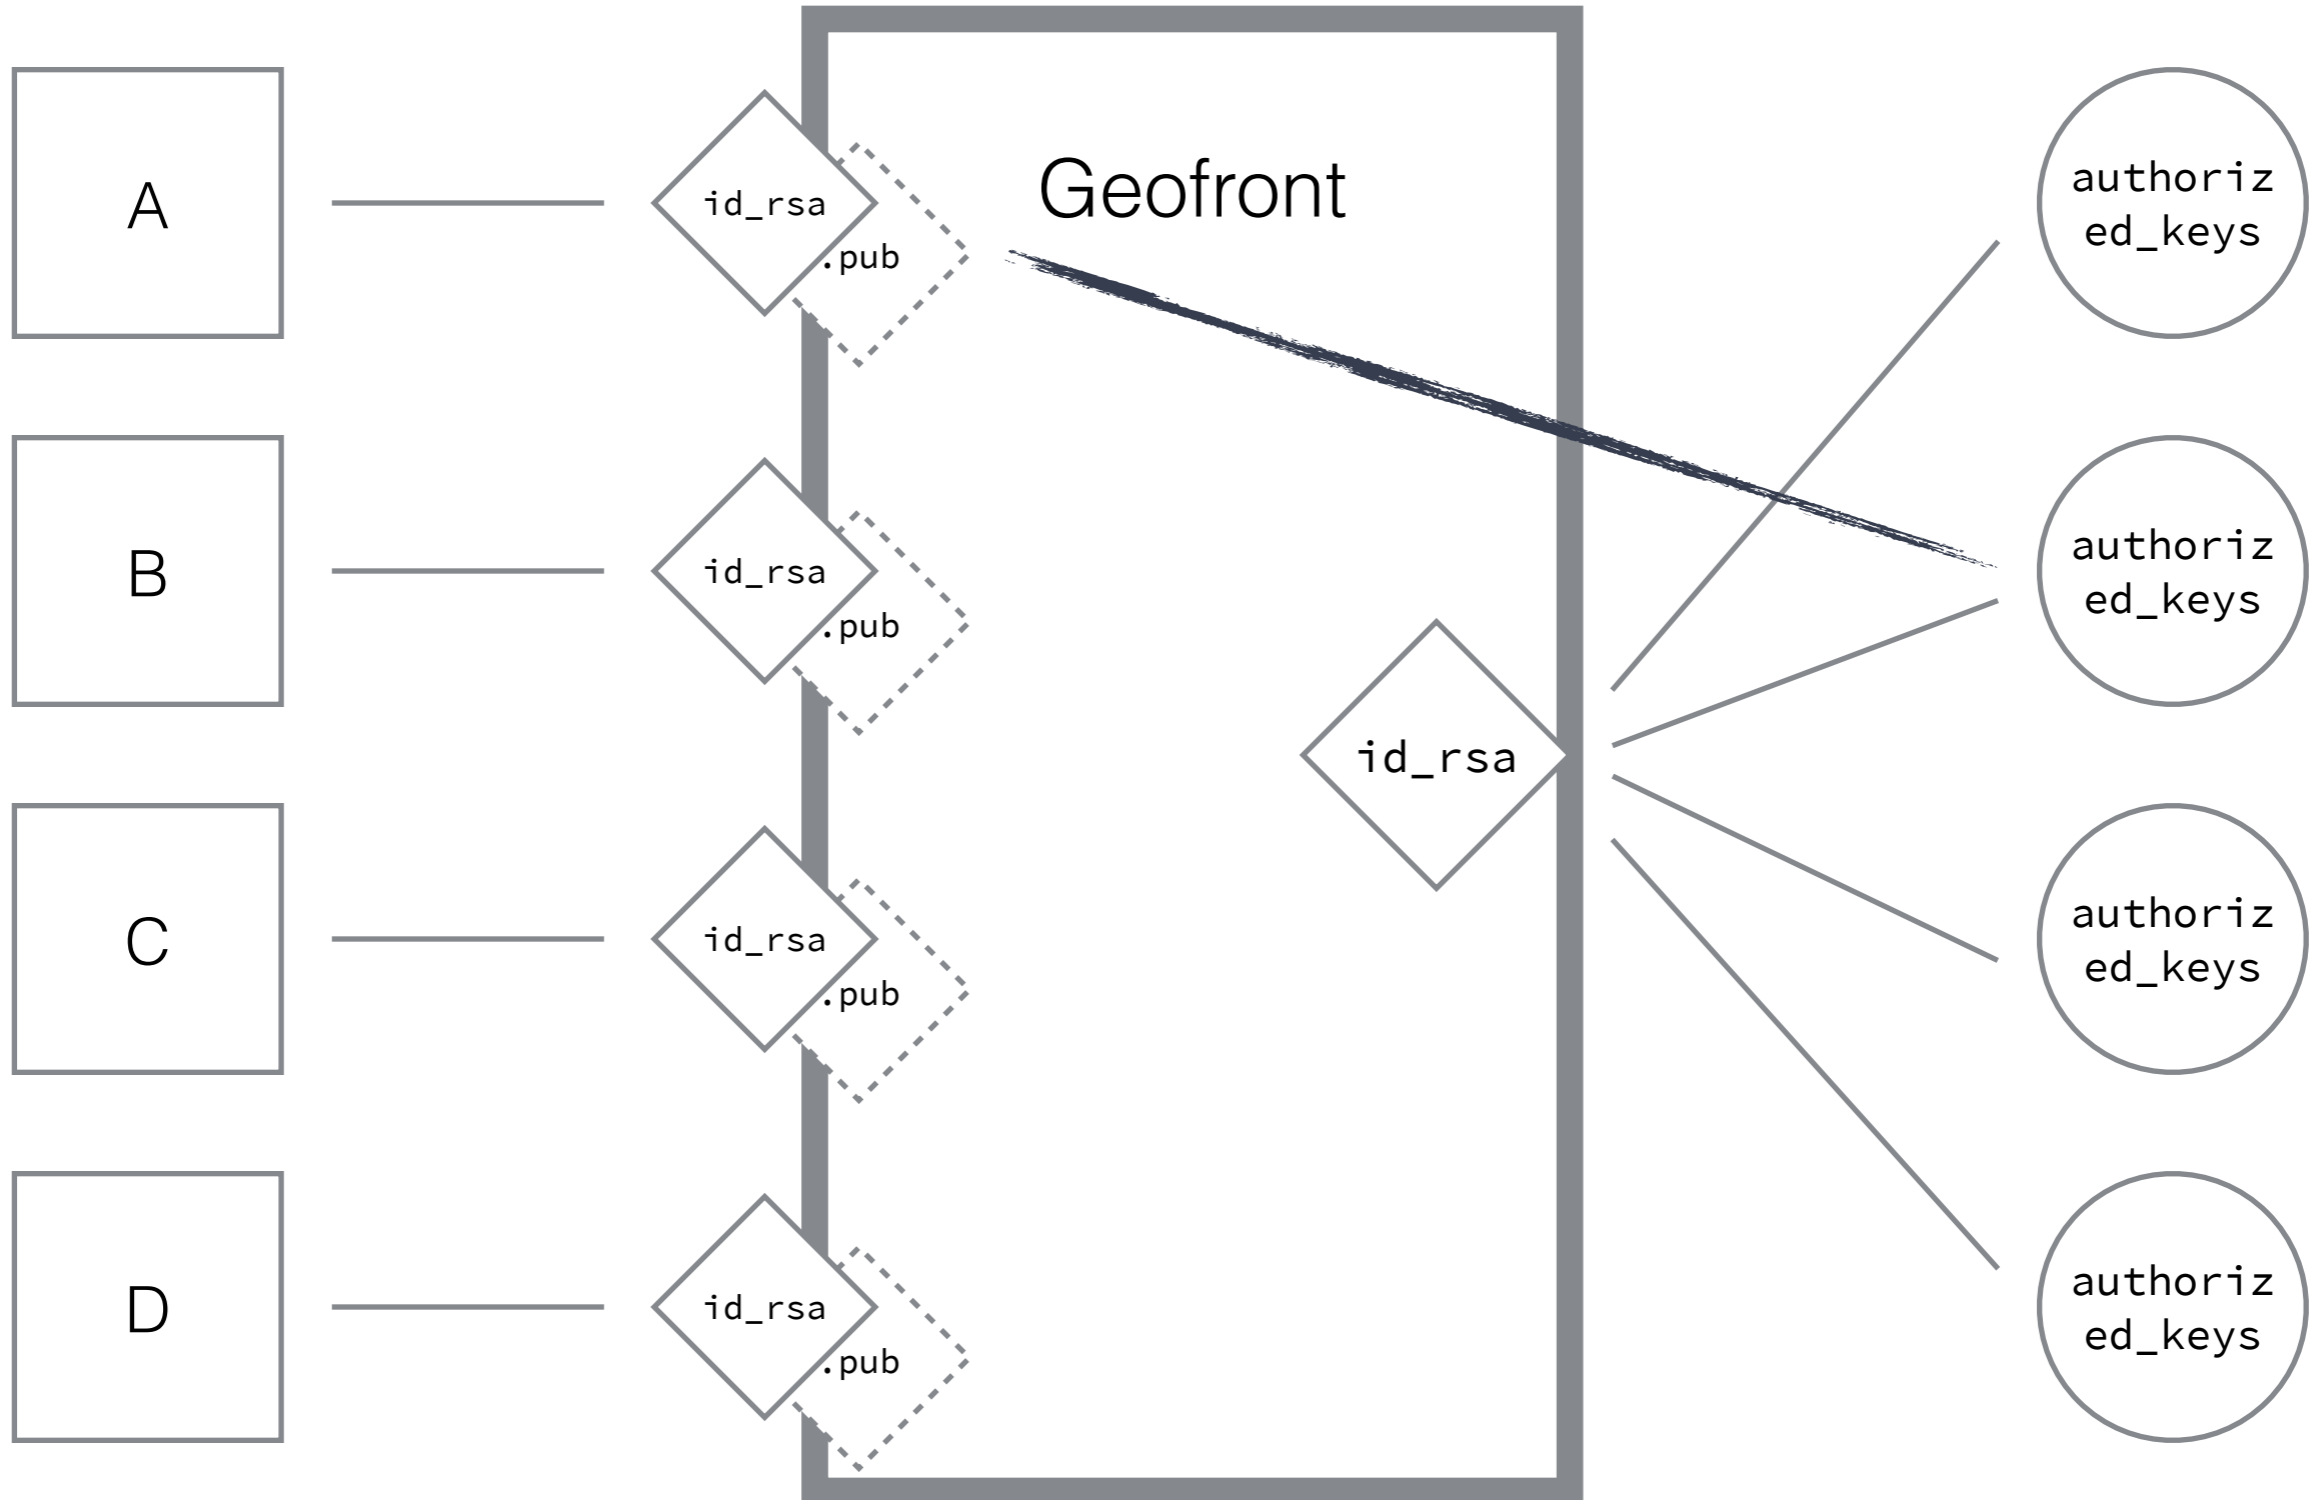 A
id_rsa
.pub
Geofront
authoriz
ed_keys
B
id_rsa
.pub
authoriz
ed_keys
id_rsa
C
id_rsa
.pub
authoriz
ed_keys
D
id_rsa
.pub
authoriz
ed_keys